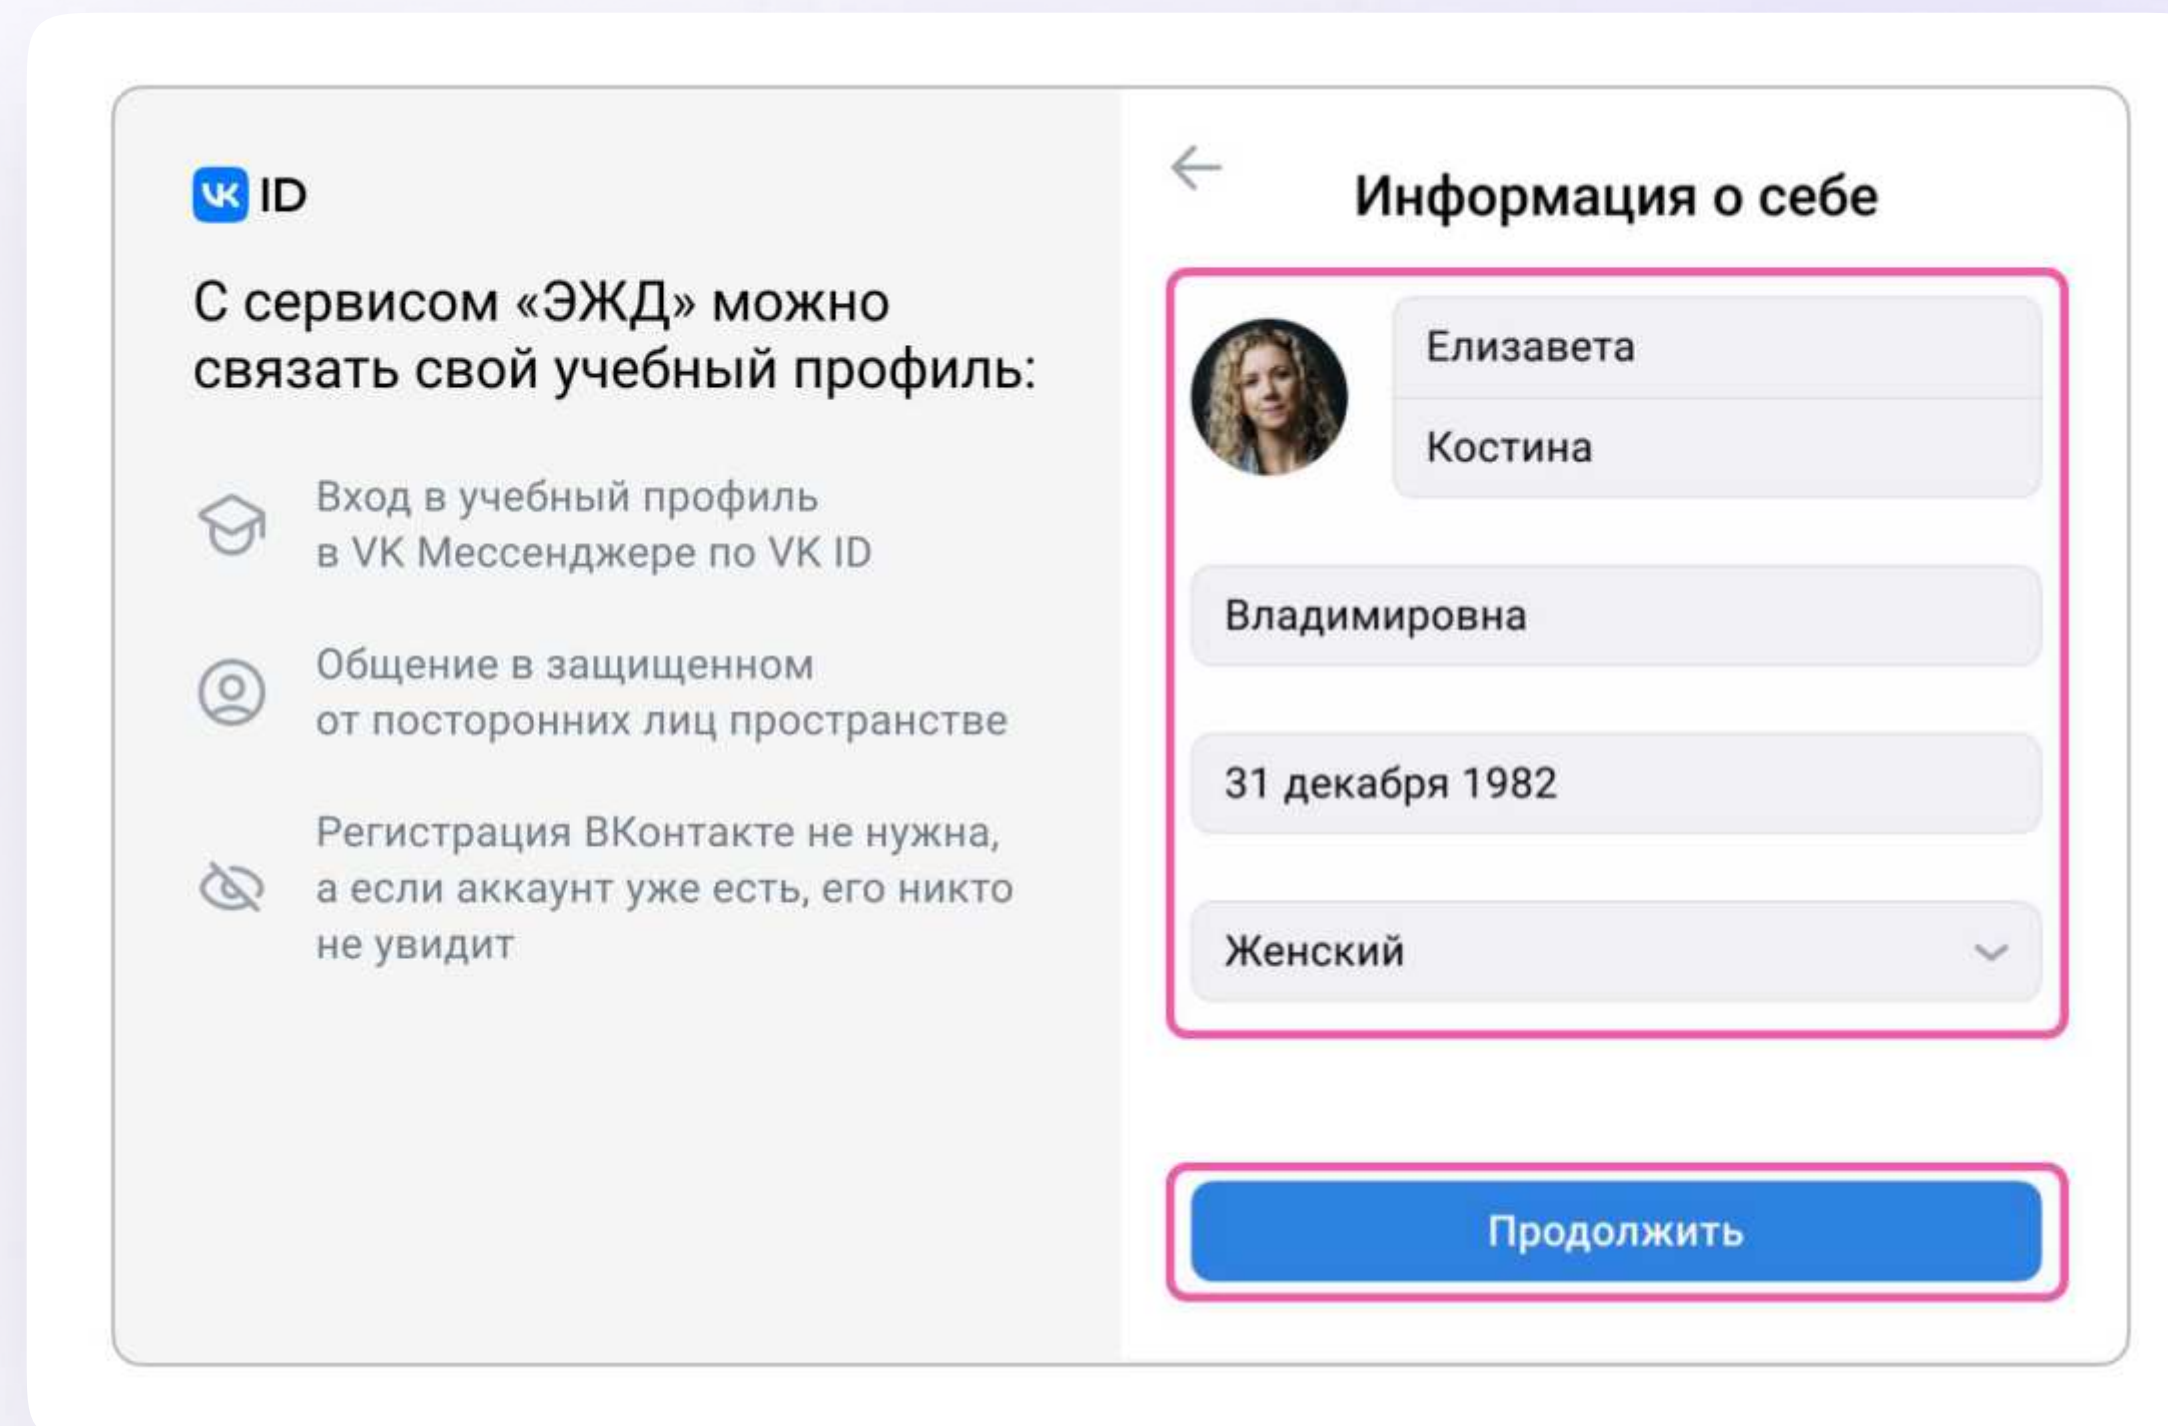 VK ID
С сервисом «ЭЖД» можно
связать свой учебный профиль:
Вход в учебный профиль
в VK Мессенджере по VK ID
Общение в защищенном
от посторонних лиц пространстве
Регистрация ВКонтакте не нужна,
а если аккаунт уже есть, его никто
не увидит
Информация о себе
Елизавета
Костина
Владимировна
31 декабря 1982
Женский
Продолжить